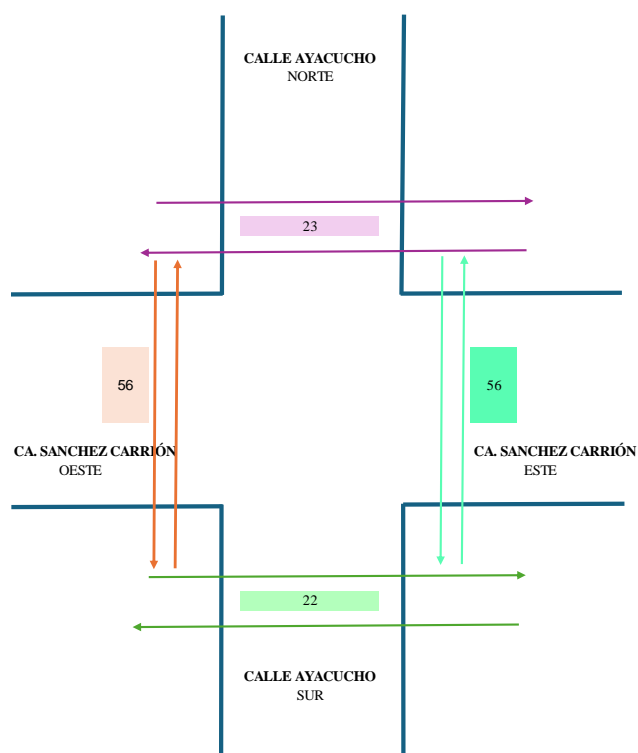 CALLE AYACUCHO
NORTE
23
56
56
CA. SANCHEZ CARRIÓN
OESTE
CA. SANCHEZ CARRIÓN
ESTE
22
CALLE AYACUCHO
SUR